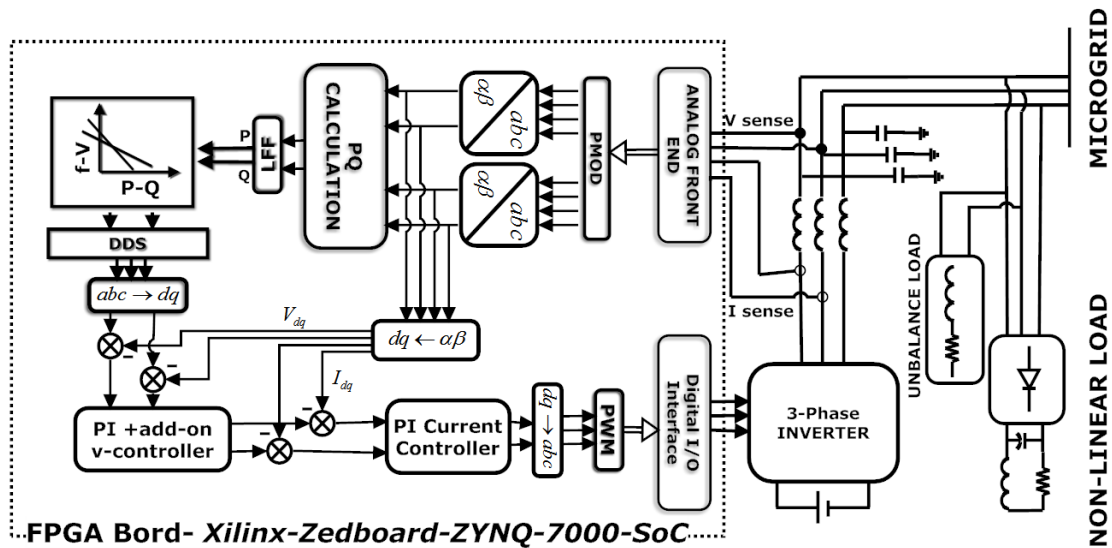 MICROGRID
f-V
P-Q
P
Q
LFF
PQ
CALCULATION
αβ
abc
αβ
abc
PMOD
ANALOG FRONT
END
V sense
I sense
DDS
abc → dq
V_dq
dq ← αβ
I_dq
UNBALANCE LOAD
NON-LINEAR LOAD
PI +add-on
v-controller
PI Current
Controller
dq → abc
PWM
Digital I/O
Interface
3-Phase
INVERTER
FPGA Bord- Xilinx-Zedboard-ZYNQ-7000-SoC